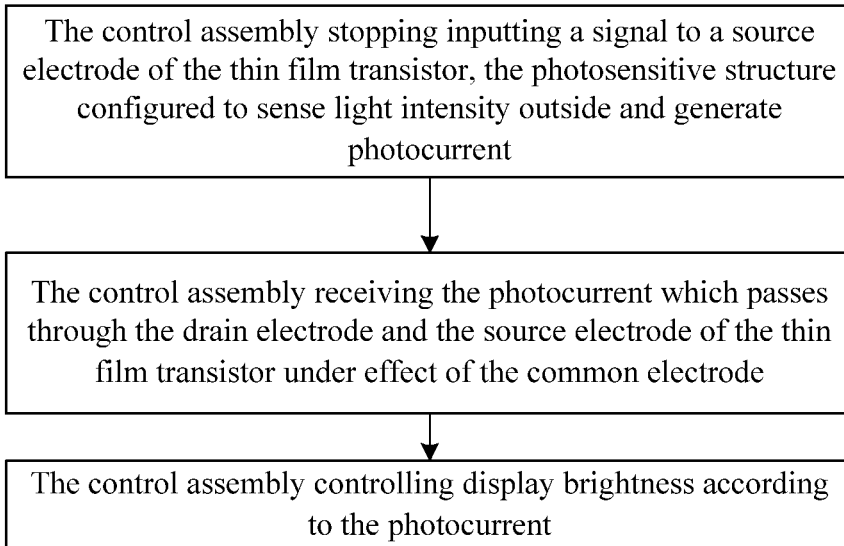 The control assembly stopping inputting a signal to a source
electrode of the thin film transistor, the photosensitive structure
configured to sense light intensity outside and generate
photocurrent
The control assembly receiving the photocurrent which passes
through the drain electrode and the source electrode of the thin
film transistor under effect of the common electrode
The control assembly controlling display brightness according
to the photocurrent